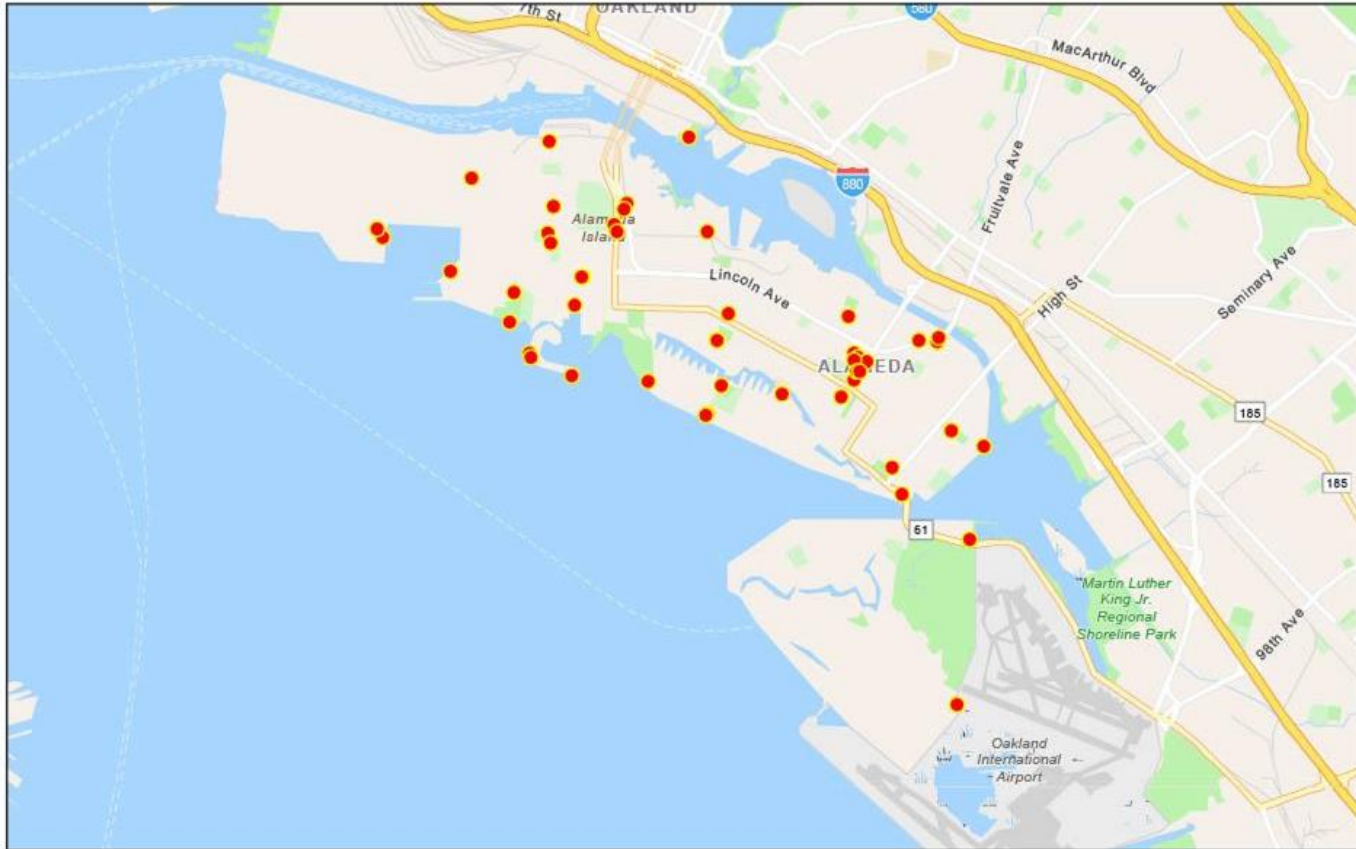 7th St
OAKLAND
580
MacArthur Blvd
880
Fruitvale Ave
Alameda
Island
Lincoln Ave
High St
Seminary Ave
ALAMEDA
185
185
61
Martin Luther
King Jr.
Regional
Shoreline Park
98th Ave
Oakland
International
Airport